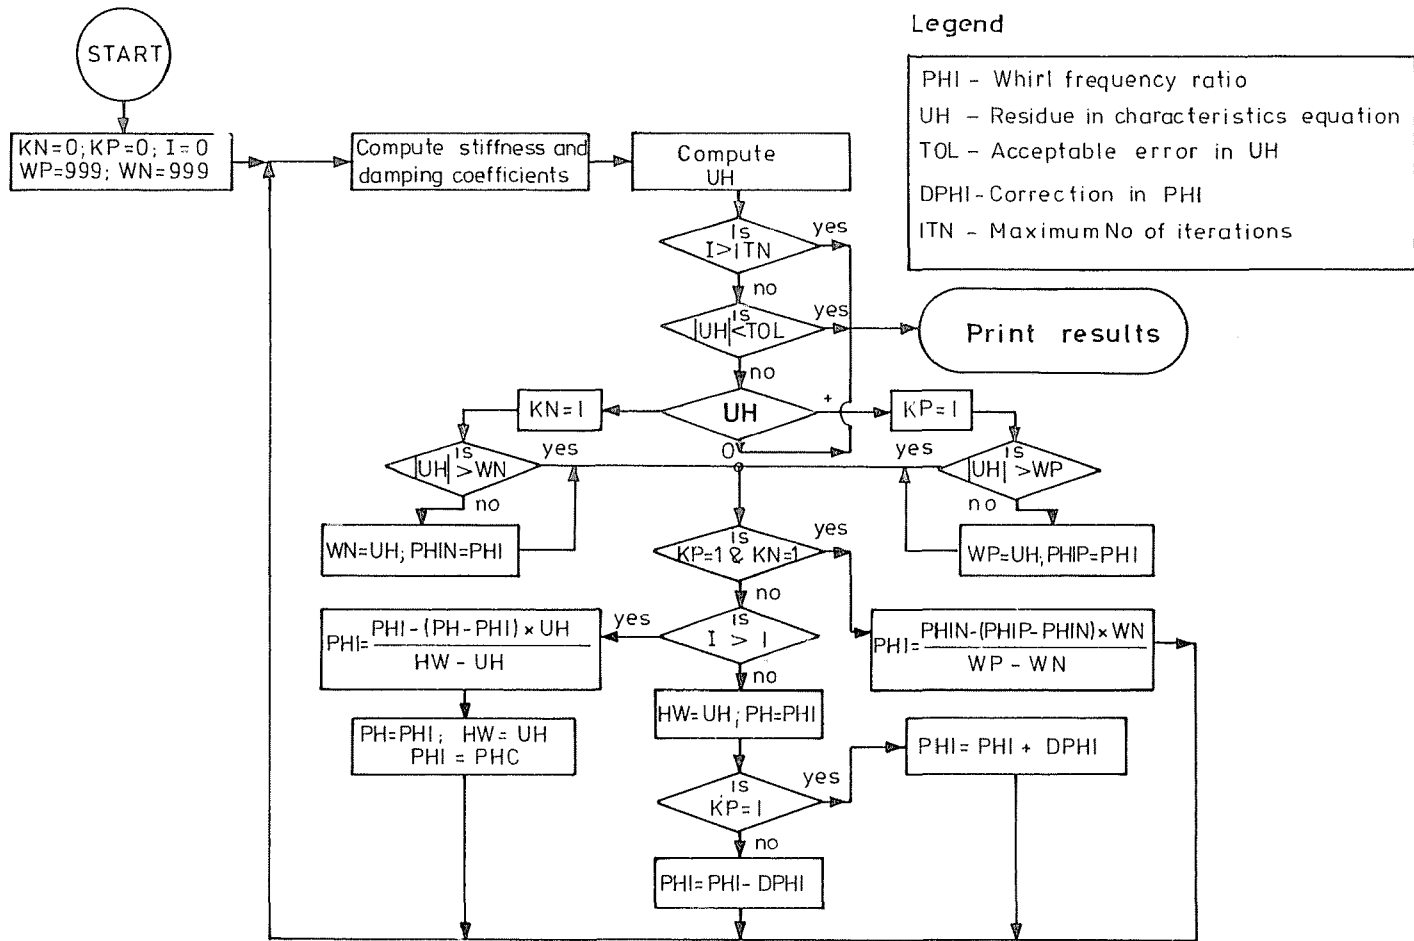 START
KN=0; KP=0; I=0
WP=999; WN=999
Compute stiffness and
damping coefficients
Compute
UH
Legend
PHI - Whirl frequency ratio
UH - Residue in characteristics equation
TOL - Acceptable error in UH
DPHI - Correction in PHI
ITN - Maximum No of iterations
is
I>ITN
yes
no
is
|UH|<TOL
yes
no
Print results
UH
+
0
KN=1
KP=1
is
|UH|>WN
yes
no
is
|UH|>WP
yes
no
WN=UH; PHIN=PHI
WP=UH; PHIP=PHI
is
KP=1 & KN=1
yes
no
is
I > 1
yes
no
PHI= PHI-(PH-PHI)×UH
HW-UH
PHI= PHIN-(PHIP-PHIN)×WN
WP-WN
PH=PHI; HW=UH
PHI = PHC
HW=UH; PH=PHI
is
KP=1
yes
no
PHI= PHI + DPHI
PHI=PHI- DPHI